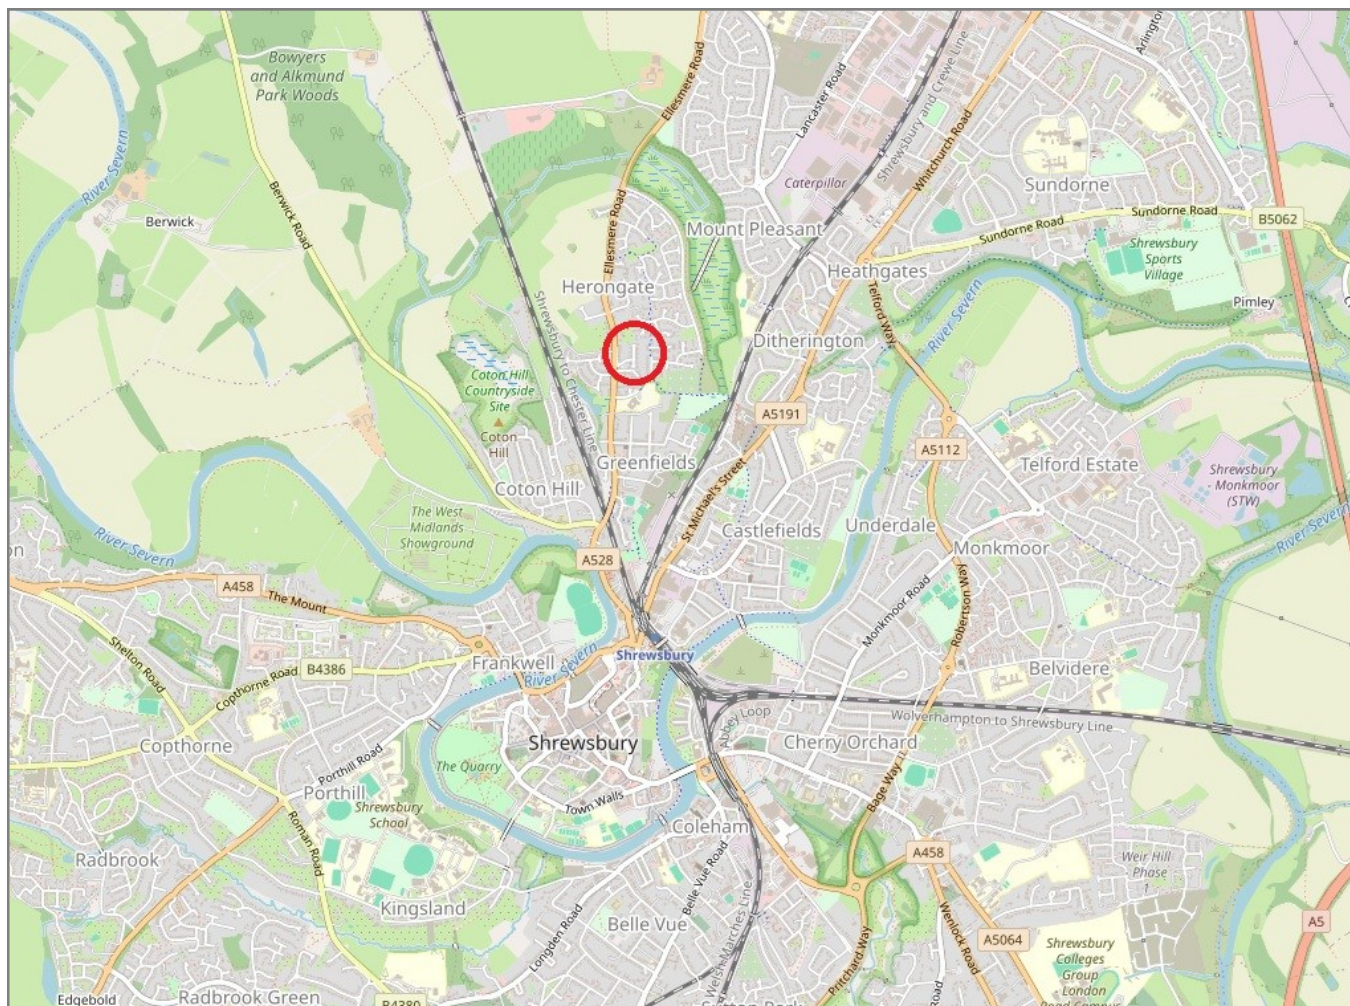 Bowyers
and Alkmund
Park Woods
Ellesmere Road
Lancaster Road
Shrewsbury and Crewe Line
Arlington
River Severn
Berwick
Berwick Road
Caterpillar
Whitchurch Road
Sundorne
Sundorne Road
Sundorne Road
B5062
Mount Pleasant
Ellesmere Road
Shrewsbury
Sports
Village
Herongate
Heathgates
Pimley
Telford Way
River Severn
Shrewsbury to Chester Line
Ditherington
Coton Hill
Countryside
Site
Coton
Hill
A5191
A5112
Greenfields
Telford Estate
Shrewsbury
- Monkmoor
(STW)
Coton Hill
St Michael's Street
The West
Midlands
Showground
Castlefields
Underdale
Monkmoor
River Severn
River Severn
on
A528
A458
The Mount
Monkmoor Road
Robertson Way
Shelton Road
Copthorne Road
B4386
Frankwell
River Severn
Shrewsbury
Belvidere
Abbey Loop
Wolverhampton to Shrewsbury Line
Copthorne
Shrewsbury
Cherry Orchard
Porthill Road
The Quarry
Bage Way
Porthill
Shrewsbury
School
Town Walls
Coleham
Roman Road
Radbrook
A458
Weir Hill
Phase
1
Belle Vue Road
Kingsland
Longden Road
Belle Vue
Welsh Marches Line
Pritchard Way
Wenlock Road
A5064
A5
Shrewsbury
Colleges
Group
London
Road Campus
Edgebold
Radbrook Green
B4380
Sutton Park